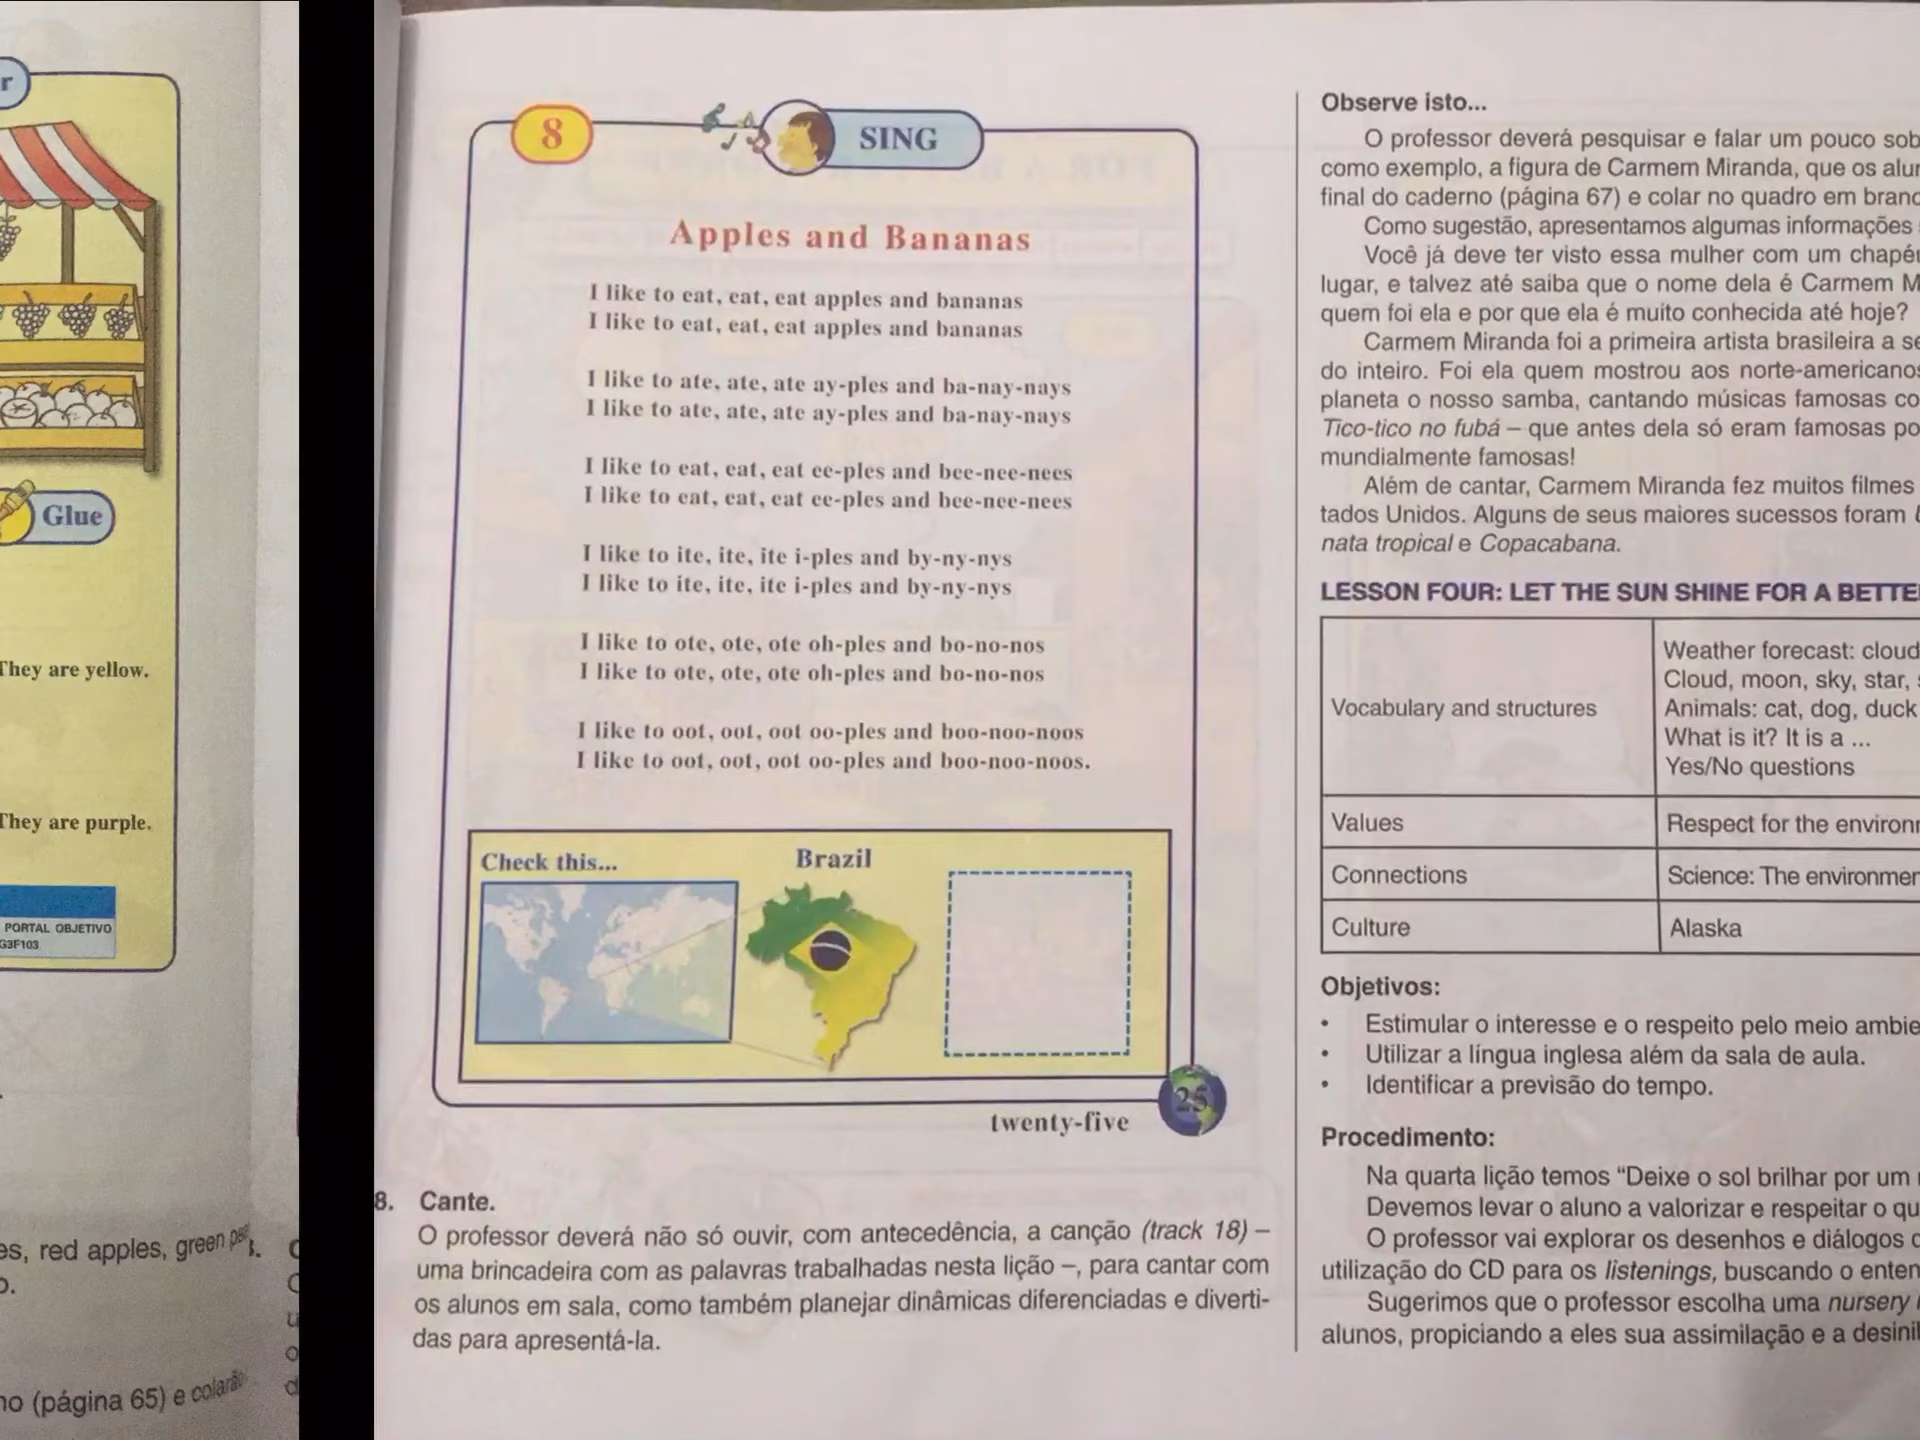 r
Glue
They are yellow.
They are purple.
PORTAL OBJETIVO
G3F103
es, red apples, green
no (página 65) e colarão
8
SING
Apples and Bananas
I like to eat, eat, eat apples and bananas
I like to eat, eat, eat apples and bananas
I like to ate, ate, ate ay-ples and ba-nay-nays
I like to ate, ate, ate ay-ples and ba-nay-nays
I like to eat, eat, eat ee-ples and bee-nee-nees
I like to eat, eat, eat ee-ples and bee-nee-nees
I like to ite, ite, ite i-ples and by-ny-nys
I like to ite, ite, ite i-ples and by-ny-nys
I like to ote, ote, ote oh-ples and bo-no-nos
I like to ote, ote, ote oh-ples and bo-no-nos
I like to oot, oot, oot oo-ples and boo-noo-noos
I like to oot, oot, oot oo-ples and boo-noo-noos.
Check this...
Brazil
25
twenty-five
8. Cante.
O professor deverá não só ouvir, com antecedência, a canção (track 18) –
uma brincadeira com as palavras trabalhadas nesta lição –, para cantar com
os alunos em sala, como também planejar dinâmicas diferenciadas e diverti-
das para apresentá-la.
Observe isto...
O professor deverá pesquisar e falar um pouco sob
como exemplo, a figura de Carmem Miranda, que os alu
final do caderno (página 67) e colar no quadro em branc
Como sugestão, apresentamos algumas informações
Você já deve ter visto essa mulher com um chapé
lugar, e talvez até saiba que o nome dela é Carmem M
quem foi ela e por que ela é muito conhecida até hoje?
Carmem Miranda foi a primeira artista brasileira a se
do inteiro. Foi ela quem mostrou aos norte-americanos
planeta o nosso samba, cantando músicas famosas co
Tico-tico no fubá – que antes dela só eram famosas po
mundialmente famosas!
Além de cantar, Carmem Miranda fez muitos filmes
tados Unidos. Alguns de seus maiores sucessos foram
nata tropical e Copacabana.
LESSON FOUR: LET THE SUN SHINE FOR A BETTE
Vocabulary and structures
Weather forecast: cloud
Cloud, moon, sky, star,
Animals: cat, dog, duck
What is it? It is a ...
Yes/No questions
Values
Respect for the environ
Connections
Science: The environmen
Culture
Alaska
Objetivos:
• Estimular o interesse e o respeito pelo meio ambie
• Utilizar a língua inglesa além da sala de aula.
• Identificar a previsão do tempo.
Procedimento:
Na quarta lição temos “Deixe o sol brilhar por um
Devemos levar o aluno a valorizar e respeitar o qu
O professor vai explorar os desenhos e diálogos
utilização do CD para os listenings, buscando o enten
Sugerimos que o professor escolha uma nursery
alunos, propiciando a eles sua assimilação e a desini